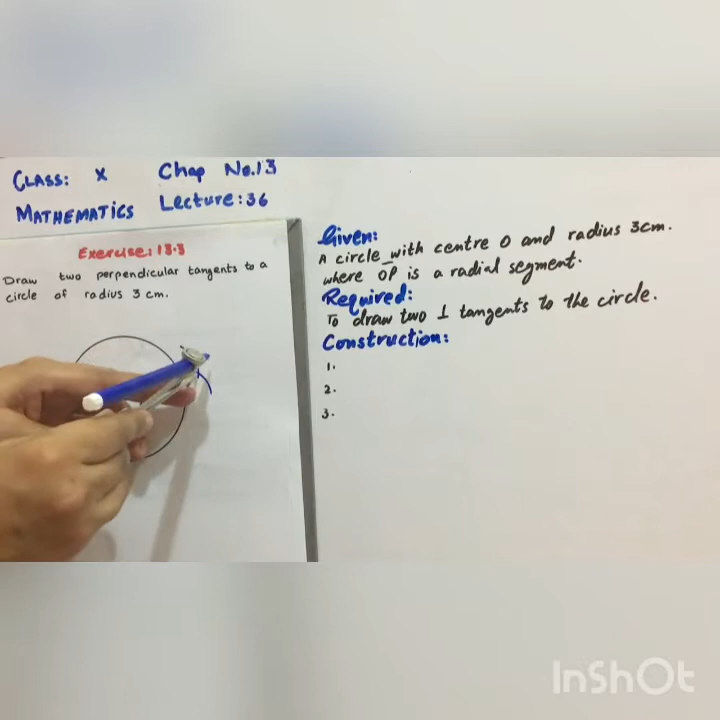 CLASS: X Chap No.13
MATHEMATICS Lecture: 36
Exercise: 13.3
Draw two perpendicular tangents to a
circle of radius 3 cm.
Given:
A circle with centre O and radius 3cm.
where OP is a radial segment.
Required:
To draw two ⊥ tangents to the circle.
Construction:
1.
2.
3.
InShOt